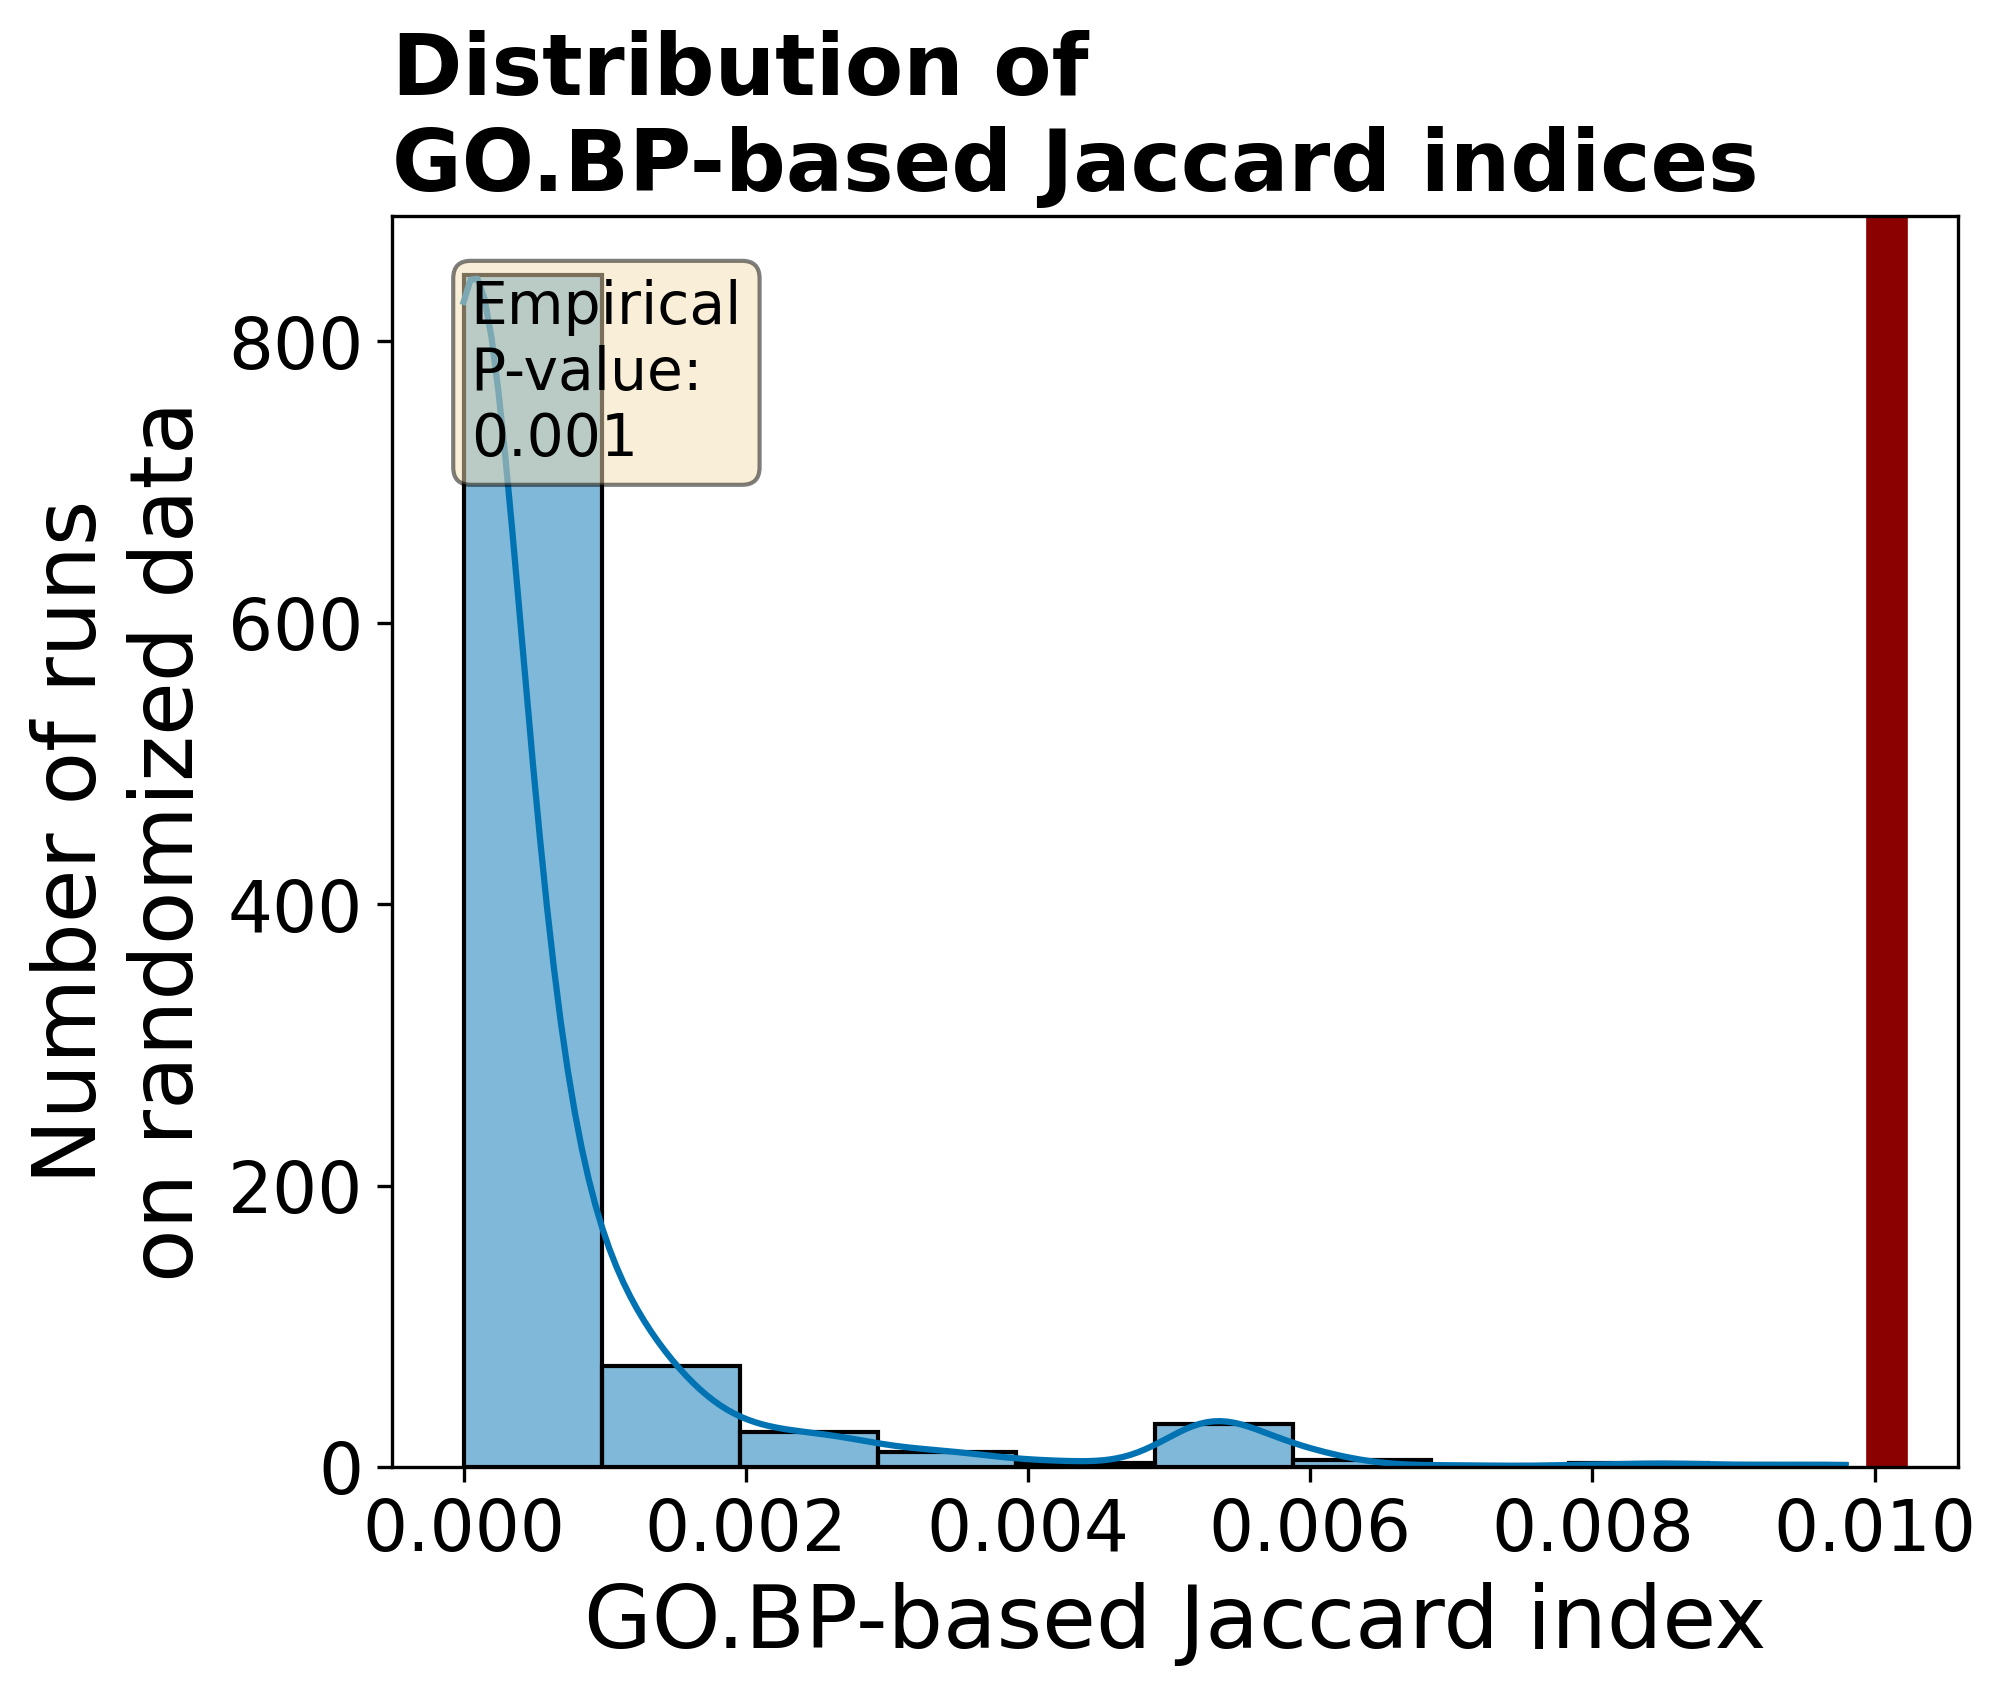 Distribution of
GO.BP-based Jaccard indices
Empirical
P-value:
0.001
Number of runs
on randomized data
800
600
400
200
0
0.000 0.002 0.004 0.006 0.008 0.010
GO.BP-based Jaccard index